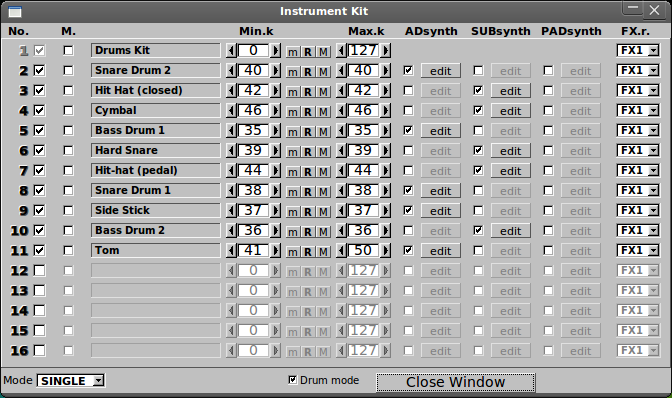 Instrument Kit
No. M. Min.k Max.k ADsynth SUBsynth PADsynth FX.r.
1 Drums Kit 0 m R M 127 FX1
2 Snare Drum 2 40 m R M 40 edit edit edit FX1
3 Hit Hat (closed) 42 m R M 42 edit edit edit FX1
4 Cymbal 46 m R M 46 edit edit edit FX1
5 Bass Drum 1 35 m R M 35 edit edit edit FX1
6 Hard Snare 39 m R M 39 edit edit edit FX1
7 Hit-hat (pedal) 44 m R M 44 edit edit edit FX1
8 Snare Drum 1 38 m R M 38 edit edit edit FX1
9 Side Stick 37 m R M 37 edit edit edit FX1
10 Bass Drum 2 36 m R M 36 edit edit edit FX1
11 Tom 41 m R M 50 edit edit edit FX1
12 0 m R M 127 edit edit edit FX1
13 0 m R M 127 edit edit edit FX1
14 0 m R M 127 edit edit edit FX1
15 0 m R M 127 edit edit edit FX1
16 0 m R M 127 edit edit edit FX1
Mode SINGLE Drum mode Close Window